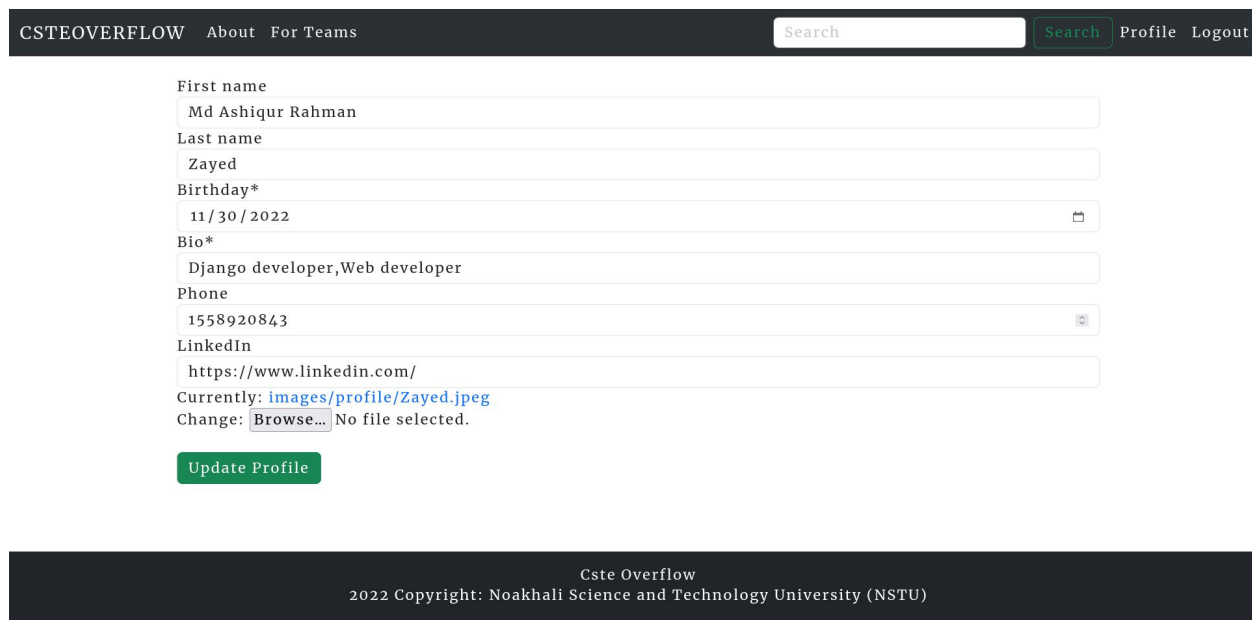 CSTEOVERFLOW About For Teams Search Search Profile Logout
First name
Md Ashiqur Rahman
Last name
Zayed
Birthday*
11/30/2022
Bio*
Django developer,Web developer
Phone
1558920843
LinkedIn
https://www.linkedin.com/
Currently: images/profile/Zayed.jpeg
Change: Browse... No file selected.
Update Profile
Cste Overflow
2022 Copyright: Noakhali Science and Technology University (NSTU)